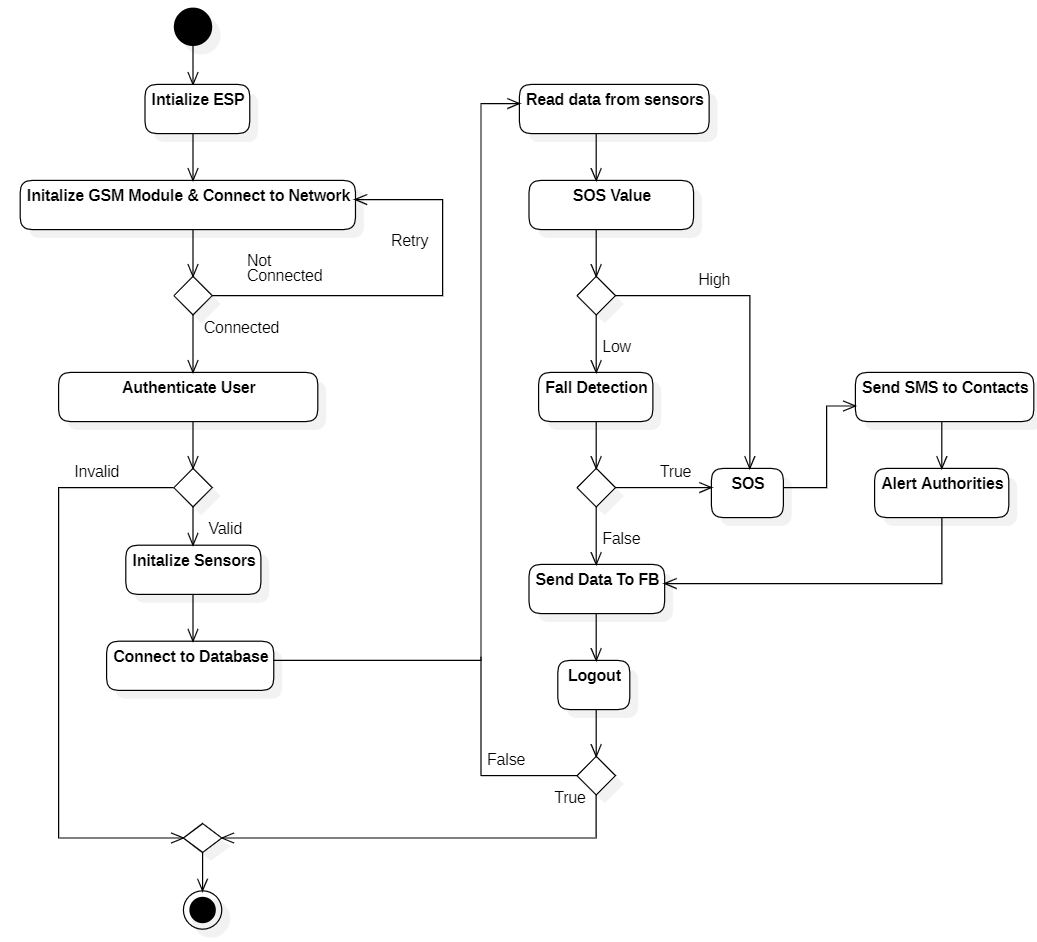 Intialize ESP
Initalize GSM Module & Connect to Network
Retry
Not
Connected
Connected
Authenticate User
Invalid
Valid
Initalize Sensors
Connect to Database
Read data from sensors
SOS Value
High
Low
Fall Detection
True
SOS
Send SMS to Contacts
Alert Authorities
False
Send Data To FB
Logout
False
True